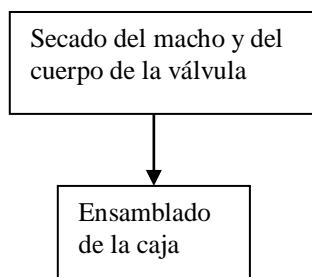 Secado del macho y del
cuerpo de la válvula
Ensamblado
de la caja